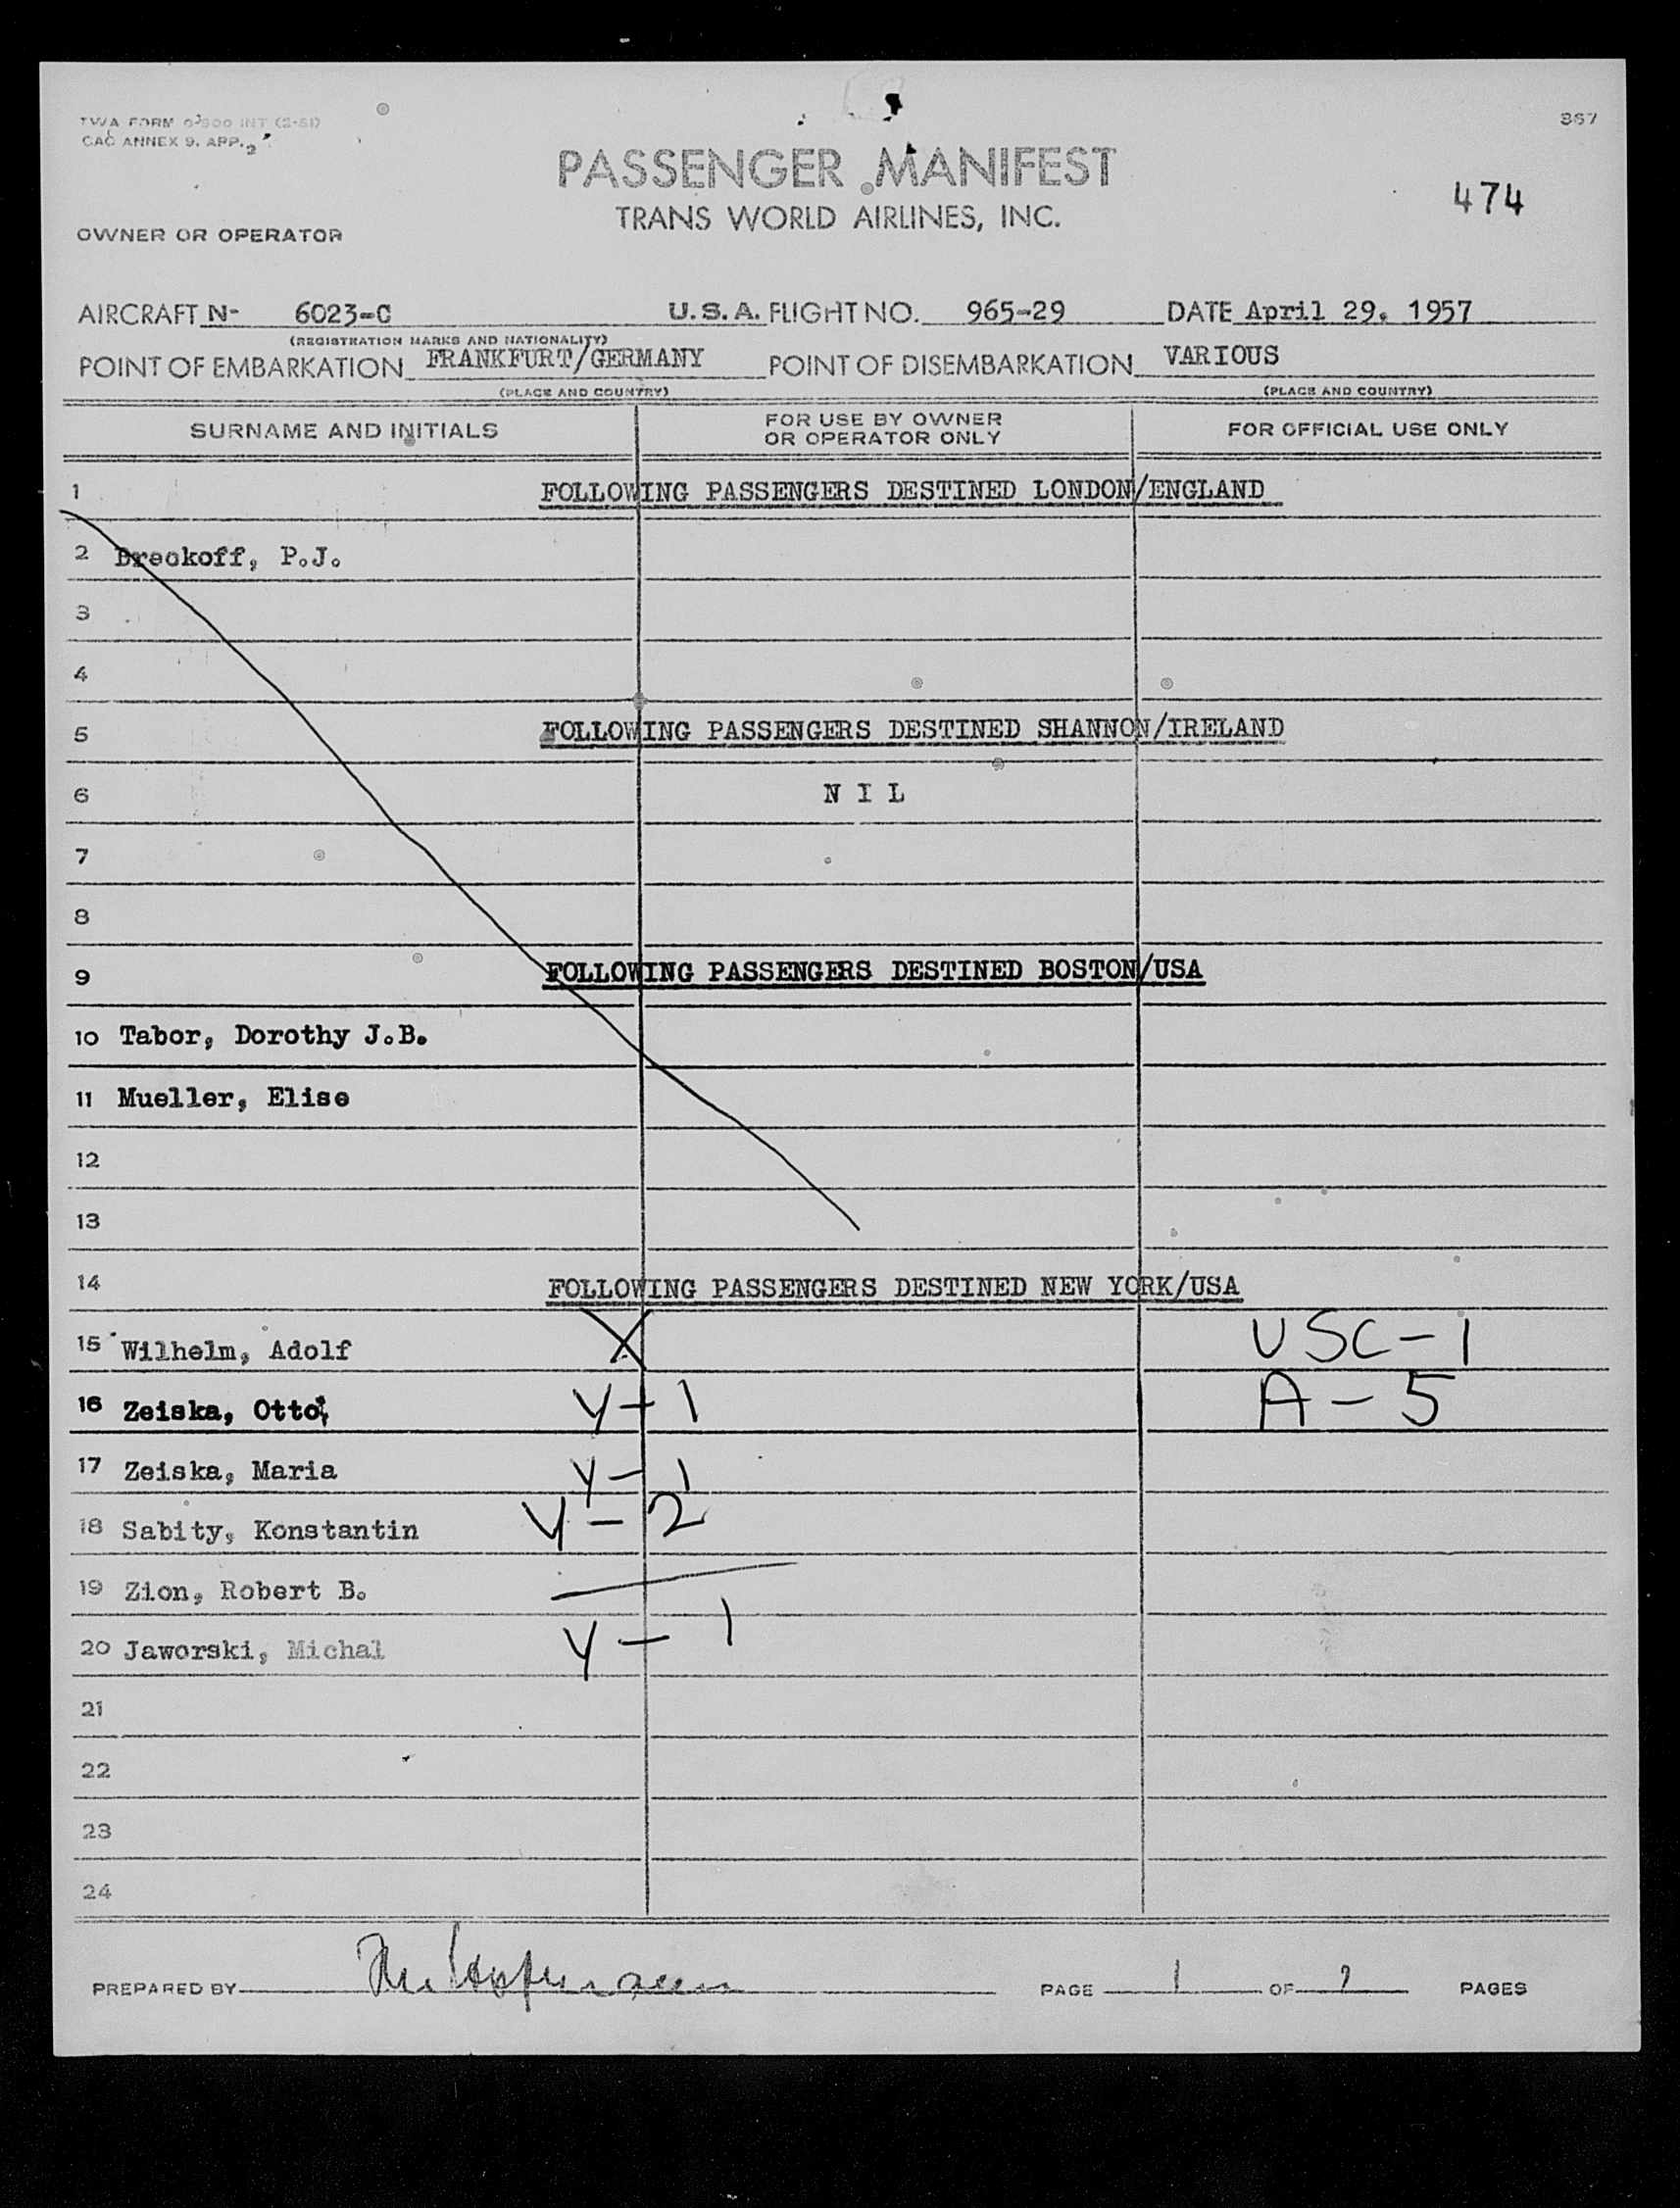 CAC ANNEX 9. APP. 2
367
PASSENGER MANIFEST
474
TRANS WORLD AIRLINES, INC.
OWNER OR OPERATOR
AIRCRAFT N- 6023-C U.S.A. FLIGHT NO. 965-29 DATE April 29, 1957
(REGISTRATION MARKS AND NATIONALITY)
POINT OF EMBARKATION FRANKFURT/GERMANY POINT OF DISEMBARKATION VARIOUS
(PLACE AND COUNTRY) (PLACE AND COUNTRY)
SURNAME AND INITIALS FOR USE BY OWNER OR OPERATOR ONLY FOR OFFICIAL USE ONLY
1 FOLLOWING PASSENGERS DESTINED LONDON/ENGLAND
2 P.J.
3
4
5 FOLLOWING PASSENGERS DESTINED SHANNON/IRELAND
6 N I L
7
8
9 FOLLOWING PASSENGERS DESTINED BOSTON/USA
10 Tabor, Dorothy J.B.
11 Mueller, Elise
12
13
14 FOLLOWING PASSENGERS DESTINED NEW YORK/USA
15 Wilhelm, Adolf X USC-1
16 Zeiska, Otto Y-1 A-5
17 Zeiska, Maria Y-1
18 Sabity, Konstantin Y-2
19 Zion, Robert B.
20 Jaworski, Michal Y-1
21
22
23
24
PREPARED BY PAGE 1 OF PAGES